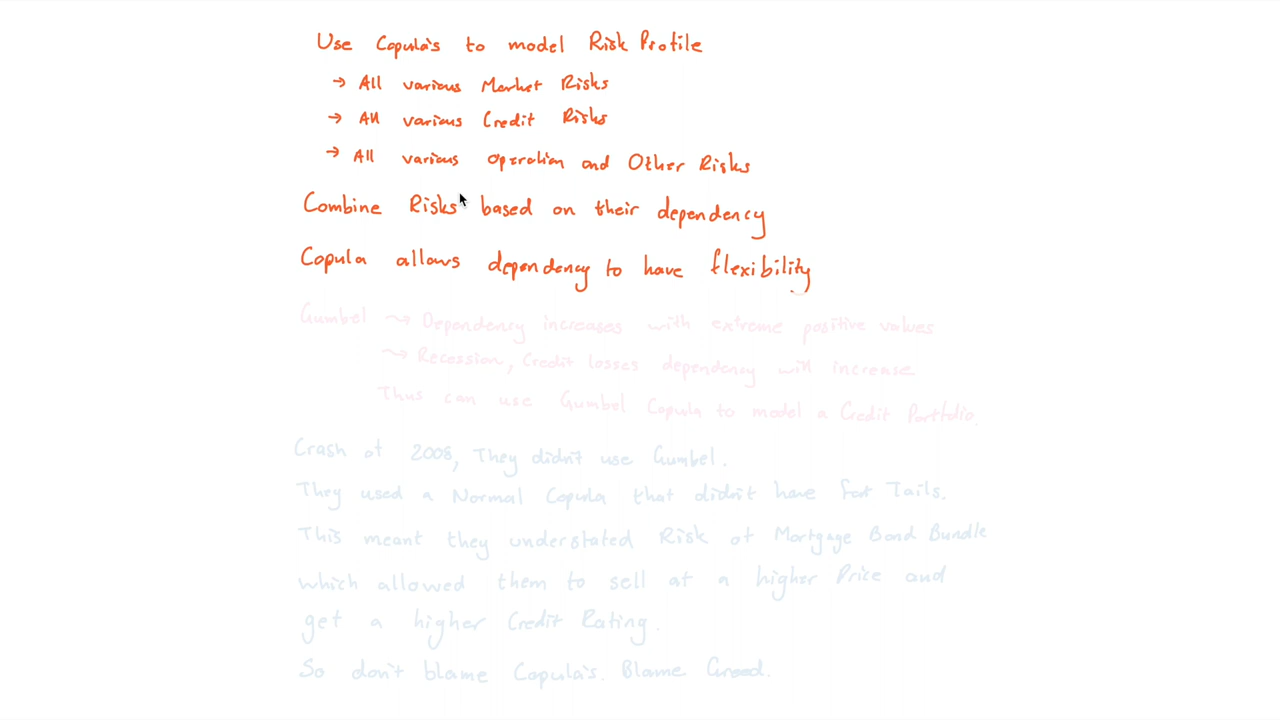 Use Copula's to model Risk Profile
→ All various Market Risks
→ All various Credit Risks
→ All various Operation and Other Risks
Combine Risks based on their dependency
Copula allows dependency to have flexibility
Gumbel ⤳ Dependency increases with extreme positive values
⤳ Recession, Credit losses dependency will increase
Thus can use Gumbel Copula to model a Credit Portfolio.
Crash of 2008, They didn't use Gumbel.
They used a Normal Copula that didn't have fat Tails.
This meant they understated Risk of Mortgage Bond Bundle
which allowed them to sell at a higher Price and
get a higher Credit Rating.
So don't blame Copula's. Blame Greed.